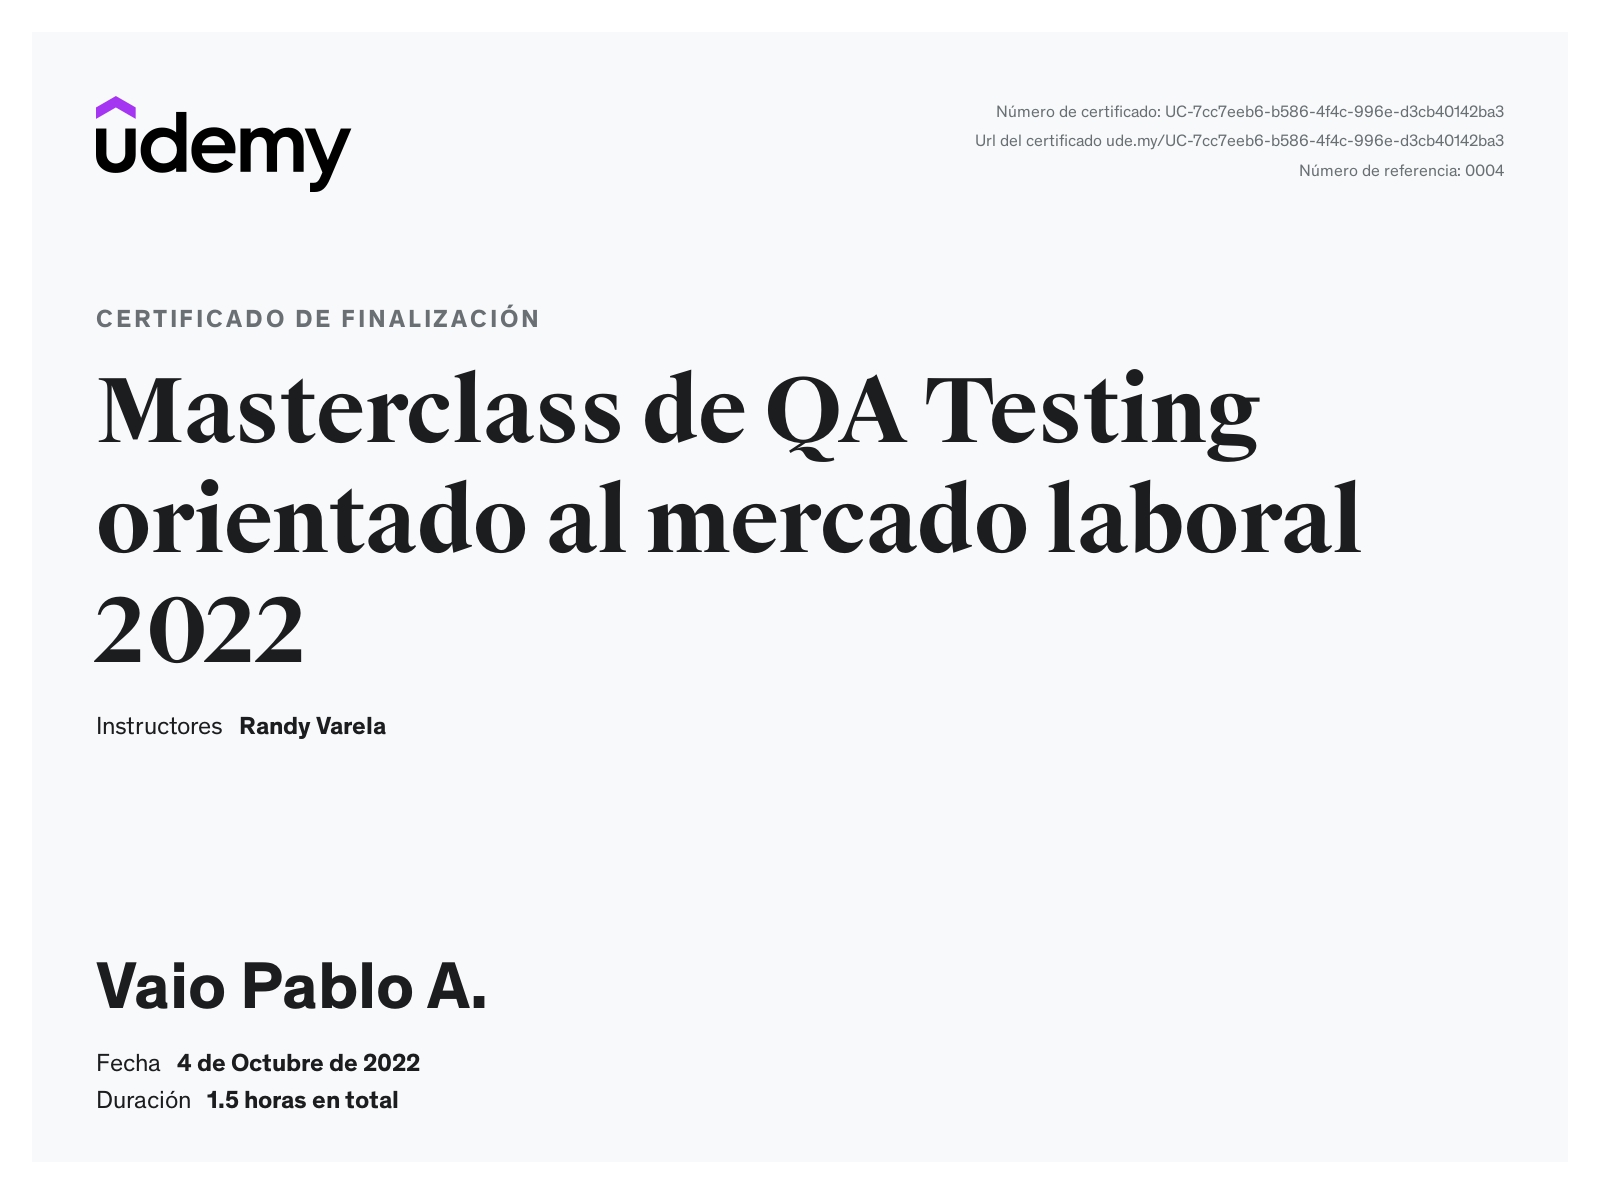 udemy
Número de certificado: UC-7cc7eeb6-b586-4f4c-996e-d3cb40142ba3
Url del certificado ude.my/UC-7cc7eeb6-b586-4f4c-996e-d3cb40142ba3
Número de referencia: 0004
CERTIFICADO DE FINALIZACIÓN
Masterclass de QA Testing
orientado al mercado laboral
2022
Instructores Randy Varela
Vaio Pablo A.
Fecha 4 de Octubre de 2022
Duración 1.5 horas en total